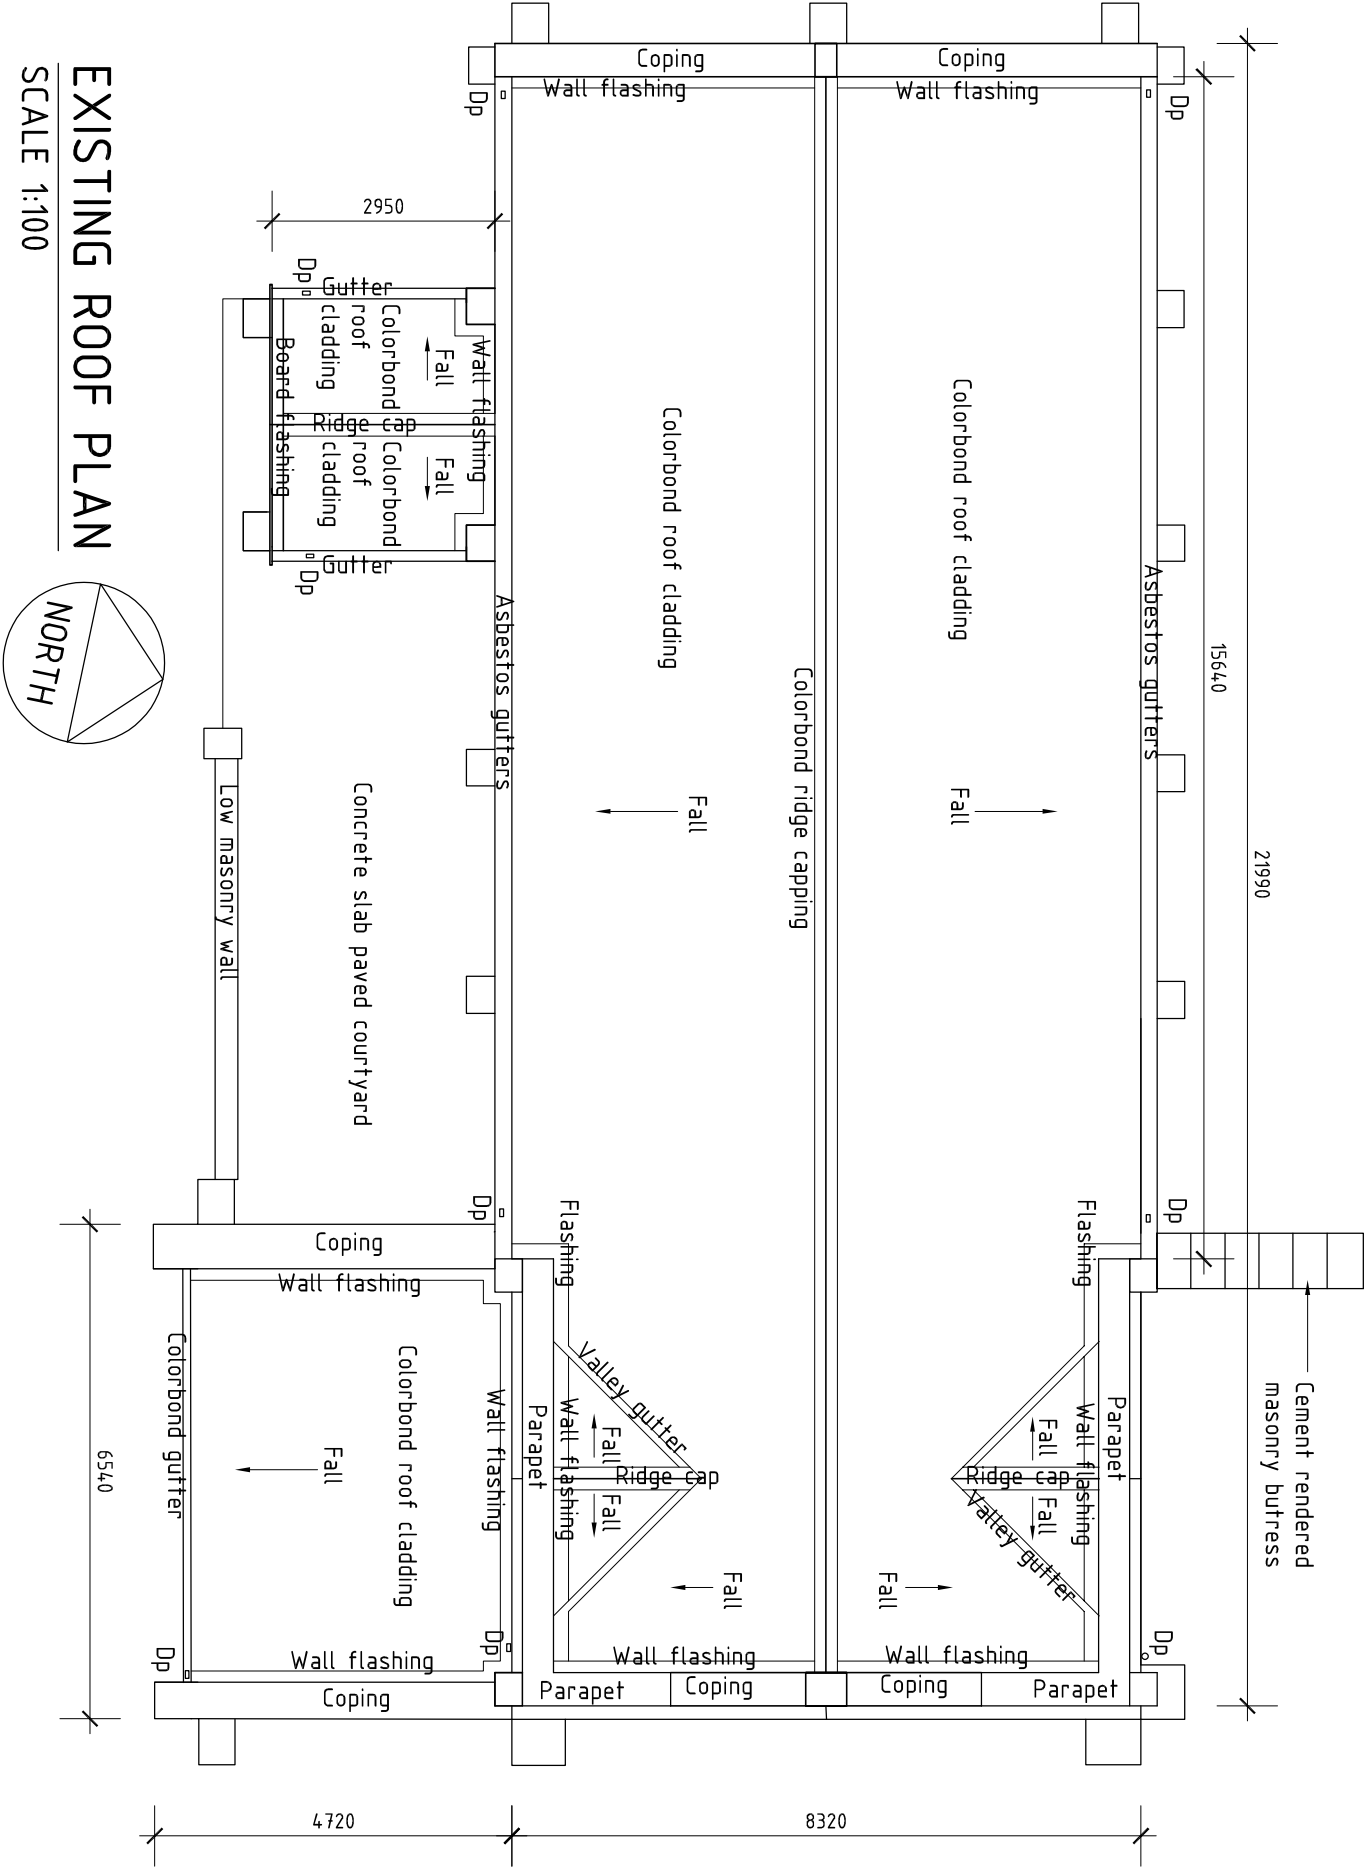 Coping
Coping
Wall flashing
Wall flashing
Dp
Dp
2950
Dp
Gutter
Colorbond
roof
cladding
Fall
Wall flashing
Board flashing
Ridge cap
Colorbond
roof
cladding
Fall
Gutter
Dp
Colorbond roof cladding
Colorbond roof cladding
Asbestos gutters
Asbestos gutters
15640
21990
Colorbond ridge capping
Fall
Fall
Low masonry wall
Concrete slab paved courtyard
Dp
Dp
Flashing
Flashing
Coping
Wall flashing
Colorbond gutter
Colorbond roof cladding
Fall
Wall flashing
Wall flashing
Coping
Dp
Dp
Parapet
Wall flashing
Valley gutter
Fall
Ridge cap
Fall
Fall
Wall flashing
Parapet
Coping
Parapet
Wall flashing
Fall
Ridge cap
Fall
Valley gutter
Fall
Wall flashing
Coping
Parapet
Dp
Cement rendered
masonry butress
6540
4720
8320
EXISTING ROOF PLAN
SCALE 1:100
NORTH